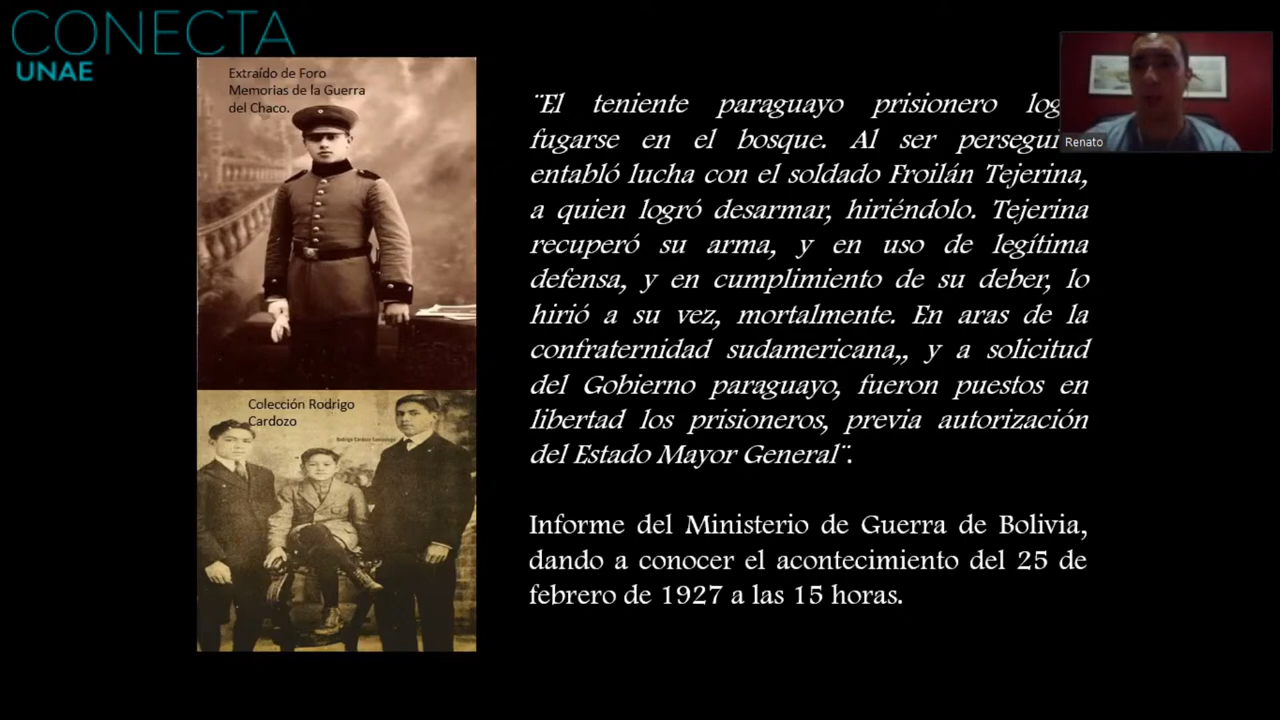 CONECTA
UNAE
Extraído de Foro
Memorias de la Guerra
del Chaco.
Colección Rodrigo
Cardozo
¨El teniente paraguayo prisionero log
fugarse en el bosque. Al ser persegui
entabló lucha con el soldado Froilán Tejerina,
a quien logró desarmar, hiriéndolo. Tejerina
recuperó su arma, y en uso de legítima
defensa, y en cumplimiento de su deber, lo
hirió a su vez, mortalmente. En aras de la
confraternidad sudamericana,, y a solicitud
del Gobierno paraguayo, fueron puestos en
libertad los prisioneros, previa autorización
del Estado Mayor General¨.
Informe del Ministerio de Guerra de Bolivia,
dando a conocer el acontecimiento del 25 de
febrero de 1927 a las 15 horas.
Renato